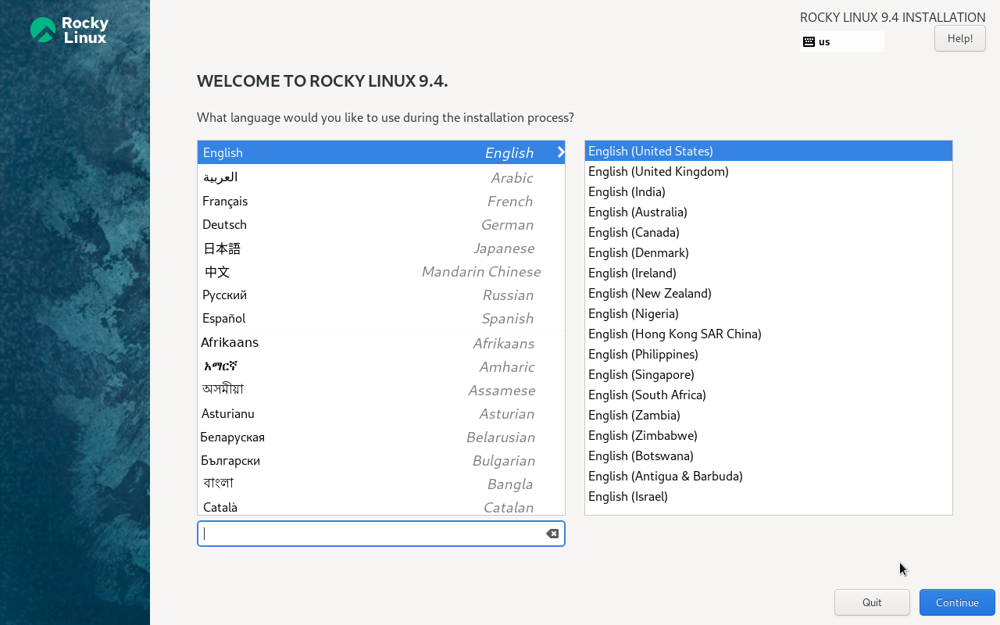 Rocky
Linux
ROCKY LINUX 9.4 INSTALLATION
us
Help!
WELCOME TO ROCKY LINUX 9.4.
What language would you like to use during the installation process?
English English
العربية Arabic
Français French
Deutsch German
日本語 Japanese
中文 Mandarin Chinese
Русский Russian
Español Spanish
Afrikaans Afrikaans
አማርኛ Amharic
অসমীয়া Assamese
Asturianu Asturian
Беларуская Belarusian
Български Bulgarian
বাংলা Bangla
Català Catalan
English (United States)
English (United Kingdom)
English (India)
English (Australia)
English (Canada)
English (Denmark)
English (Ireland)
English (New Zealand)
English (Nigeria)
English (Hong Kong SAR China)
English (Philippines)
English (Singapore)
English (South Africa)
English (Zambia)
English (Zimbabwe)
English (Botswana)
English (Antigua & Barbuda)
English (Israel)
Quit
Continue